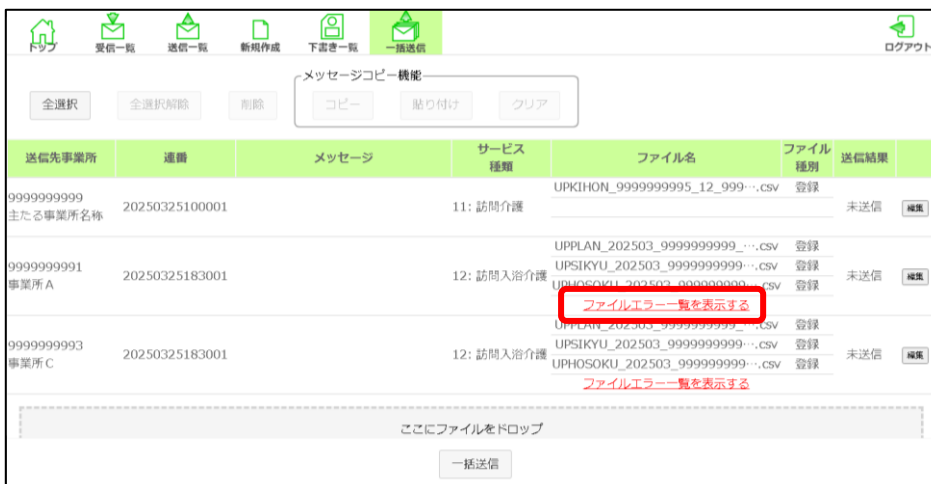 トップ 受信一覧 送信一覧 新規作成 下書き一覧 一括送信 ログアウト
メッセージコピー機能
全選択 全選択解除 削除 コピー 貼り付け クリア
送信先事業所 連番 メッセージ サービス種類 ファイル名 ファイル種別 送信結果
UPKIHON_9999999995_12_999….csv 登録
9999999999
主たる事業所名称 20250325100001 11: 訪問介護 未送信 編集
UPPLAN_202503_9999999999_….csv 登録
9999999991
事業所A 20250325183001 12: 訪問入浴介護 UPSIKYU_202503_9999999999….csv 登録 未送信 編集
UPHOSOKU_202503_999999999….csv 登録
ファイルエラー一覧を表示する
UPPLAN_202503_9999999999_….csv 登録
9999999993
事業所C 20250325183001 12: 訪問入浴介護 UPSIKYU_202503_9999999999….csv 登録 未送信 編集
UPHOSOKU_202503_999999999….csv 登録
ファイルエラー一覧を表示する
ここにファイルをドロップ
一括送信